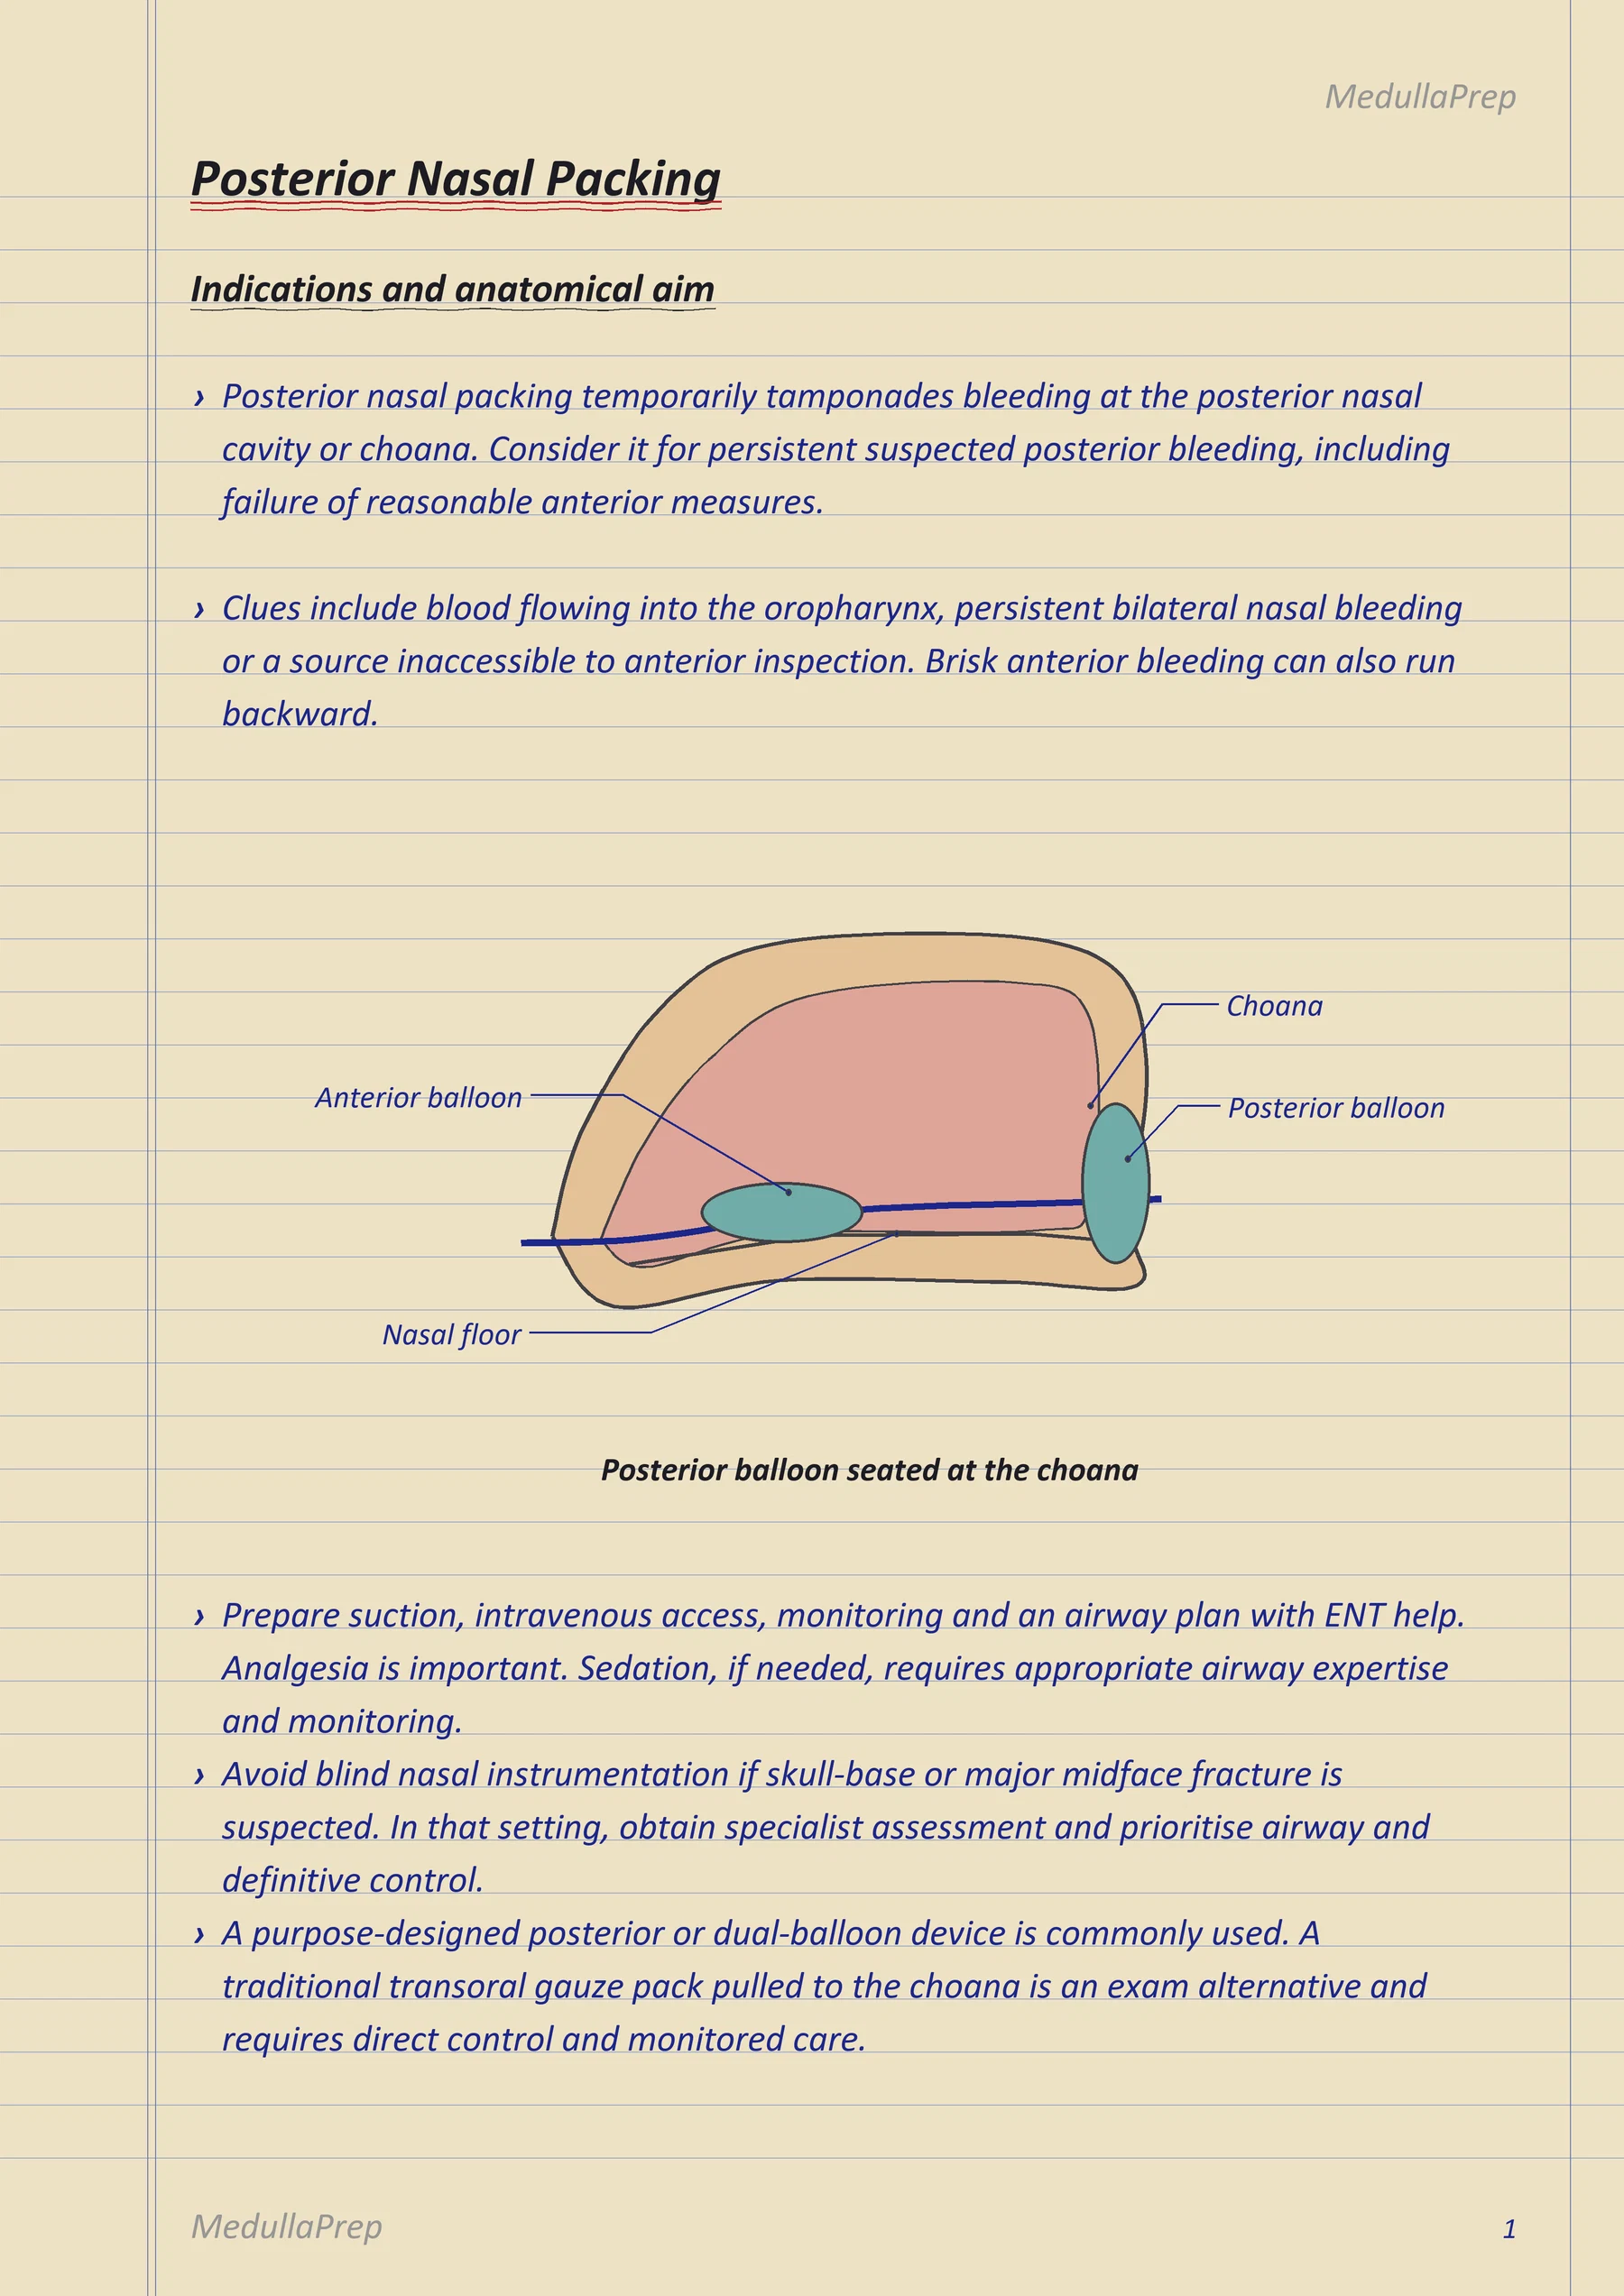 MedullaPrep
Posterior Nasal Packing
Indications and anatomical aim
› Posterior nasal packing temporarily tamponades bleeding at the posterior nasal
cavity or choana. Consider it for persistent suspected posterior bleeding, including
failure of reasonable anterior measures.
› Clues include blood flowing into the oropharynx, persistent bilateral nasal bleeding
or a source inaccessible to anterior inspection. Brisk anterior bleeding can also run
backward.
Choana
Anterior balloon
Posterior balloon
Nasal floor
Posterior balloon seated at the choana
› Prepare suction, intravenous access, monitoring and an airway plan with ENT help.
Analgesia is important. Sedation, if needed, requires appropriate airway expertise
and monitoring.
› Avoid blind nasal instrumentation if skull-base or major midface fracture is
suspected. In that setting, obtain specialist assessment and prioritise airway and
definitive control.
› A purpose-designed posterior or dual-balloon device is commonly used. A
traditional transoral gauze pack pulled to the choana is an exam alternative and
requires direct control and monitored care.
MedullaPrep
1